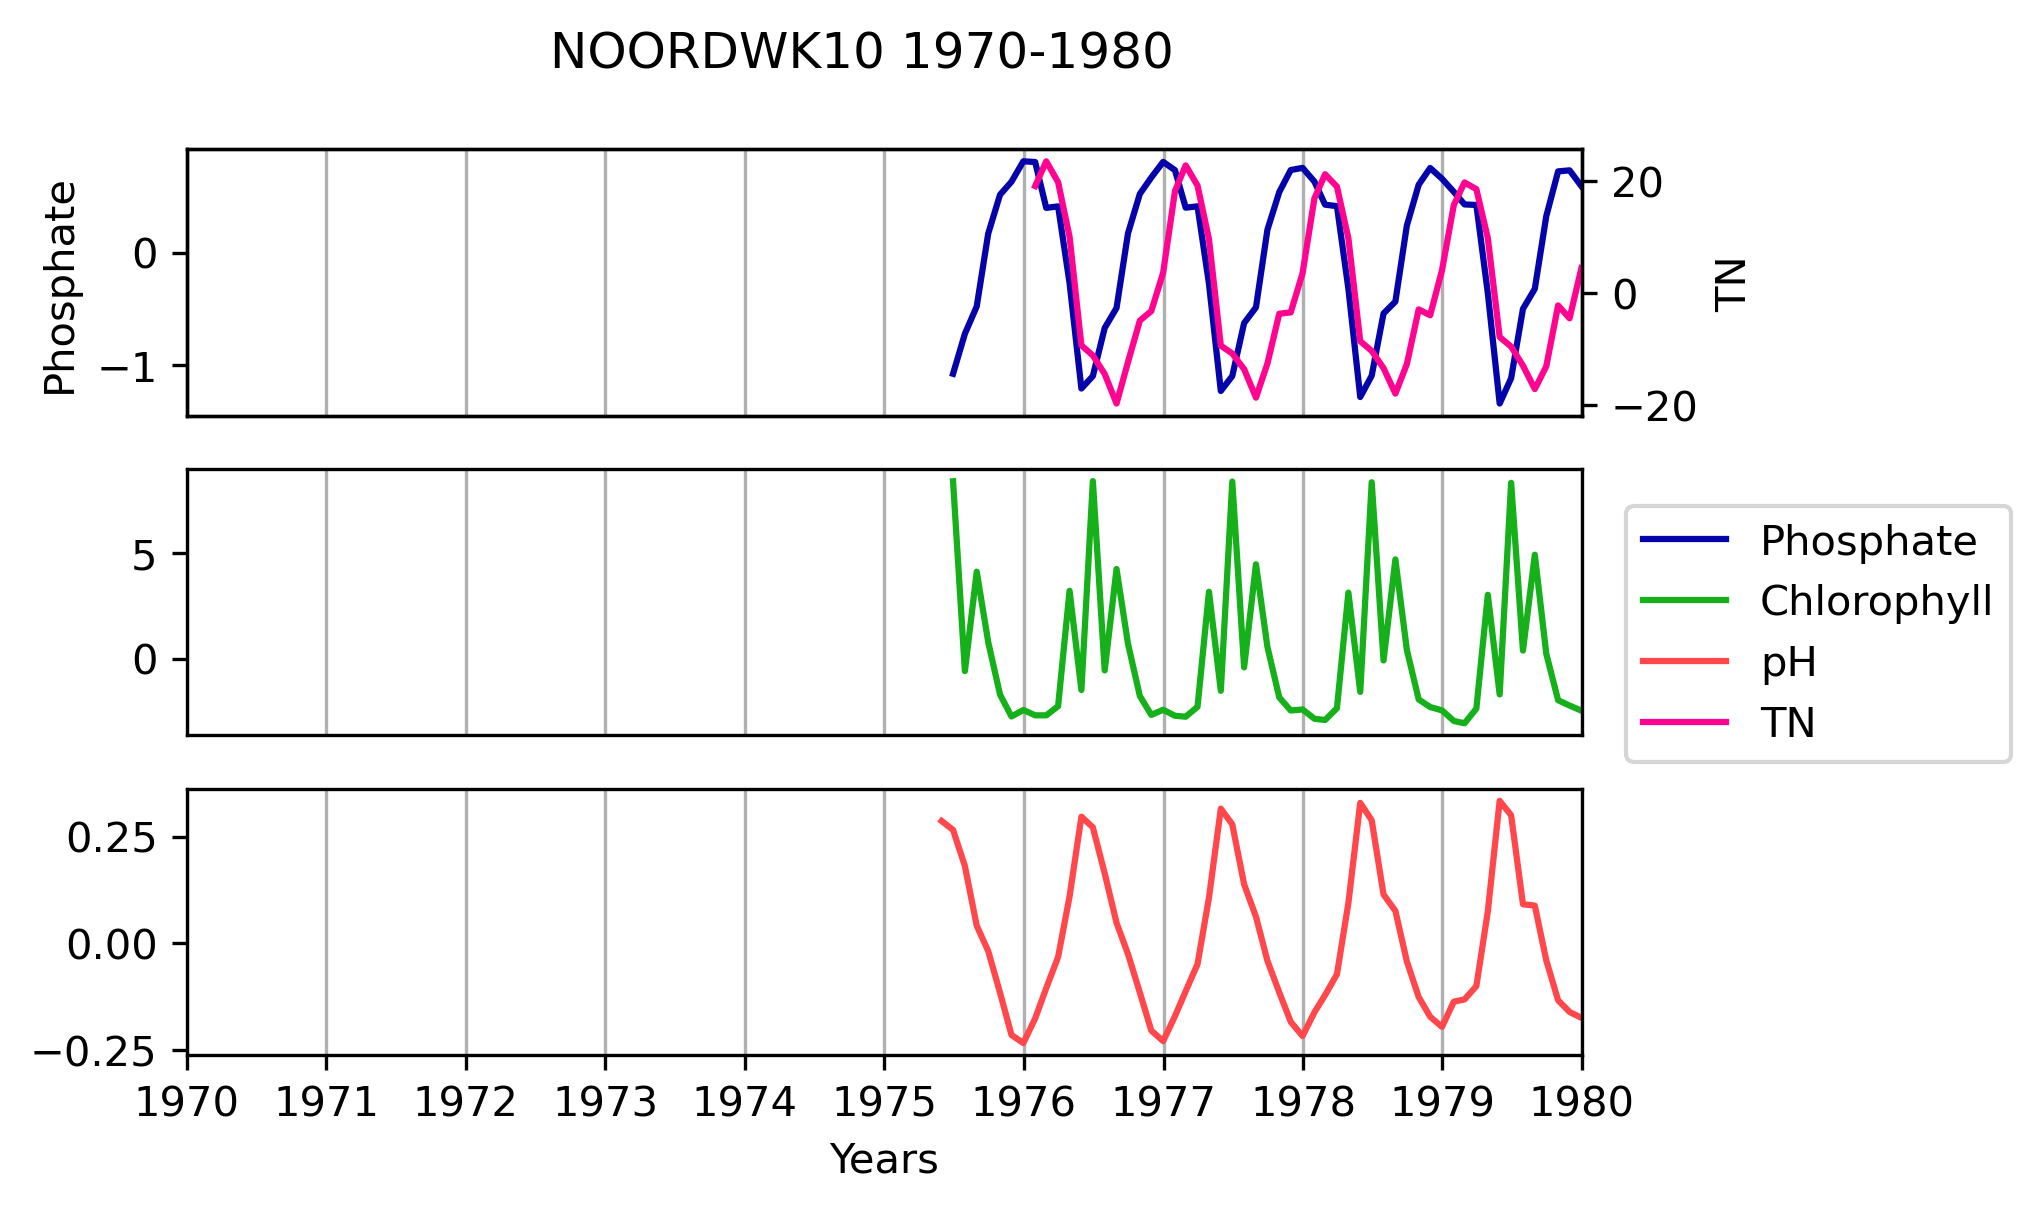 NOORDWK10 1970-1980
Phosphate
0
−1
20
0
−20
TN
5
0
Phosphate
Chlorophyll
pH
TN
0.25
0.00
−0.25
1970 1971 1972 1973 1974 1975 1976 1977 1978 1979 1980
Years